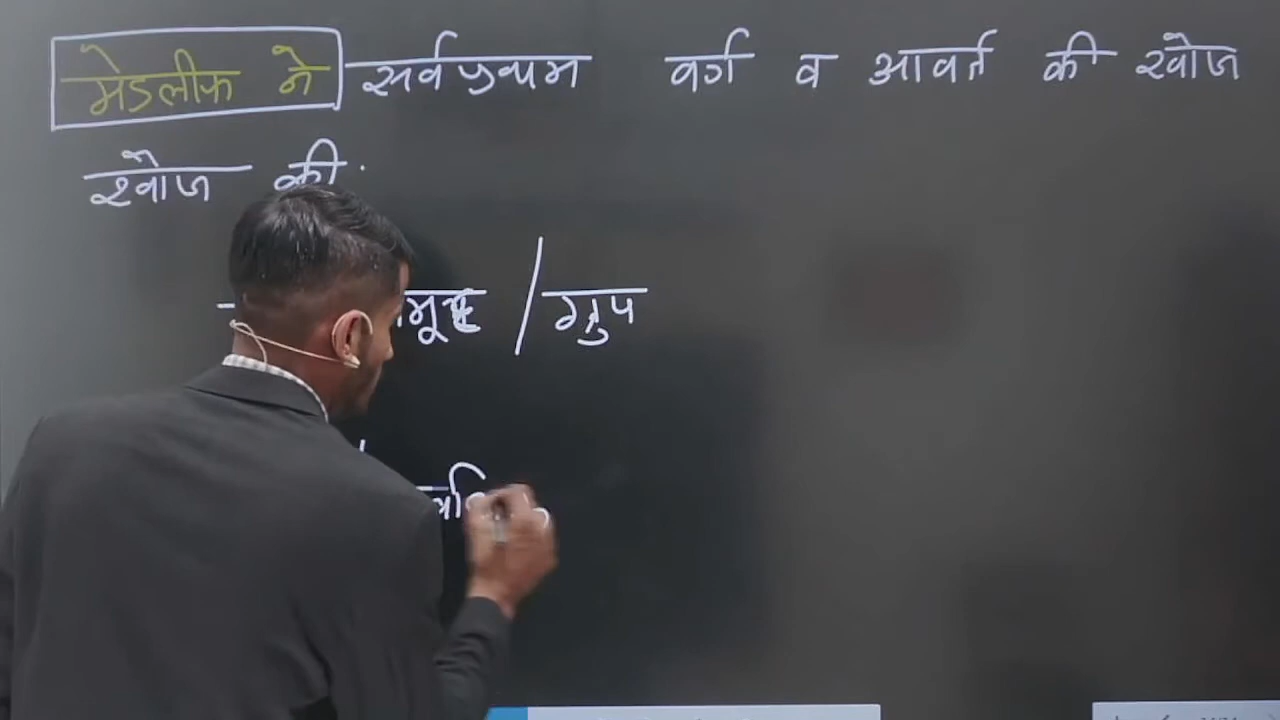 मेडलीफ ने सर्वप्रथम वर्ग व आवर्त की खोज
खोज की
/ ग्रुप